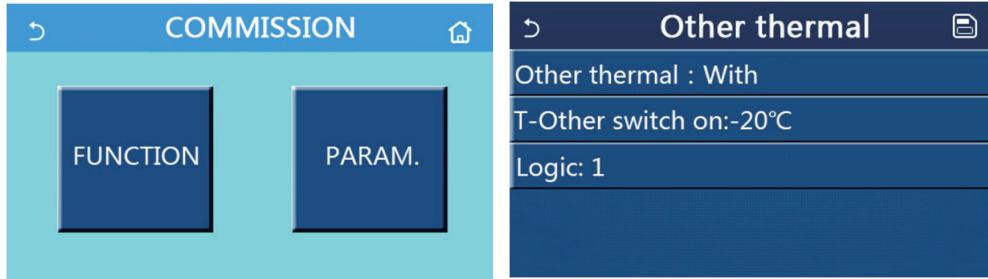 COMMISSION
FUNCTION
PARAM.
Other thermal
Other thermal : With
T-Other switch on:-20℃
Logic: 1